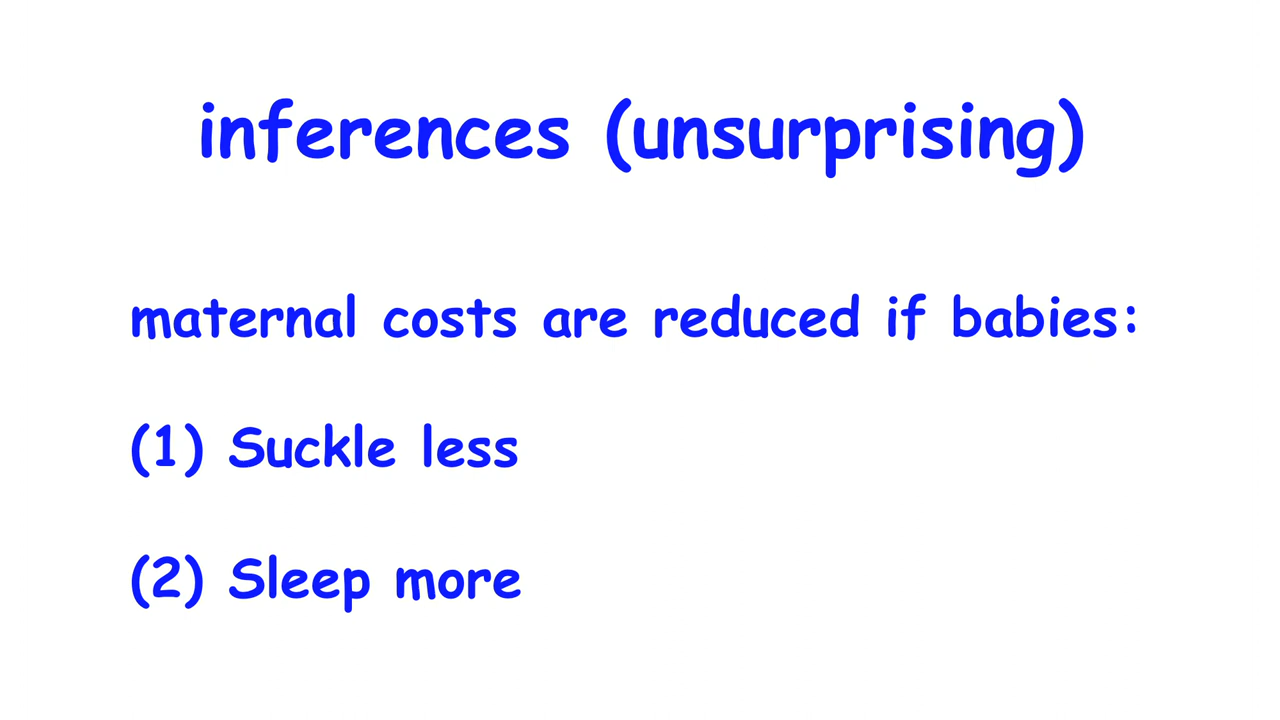 inferences (unsurprising)
maternal costs are reduced if babies:
(1) Suckle less
(2) Sleep more